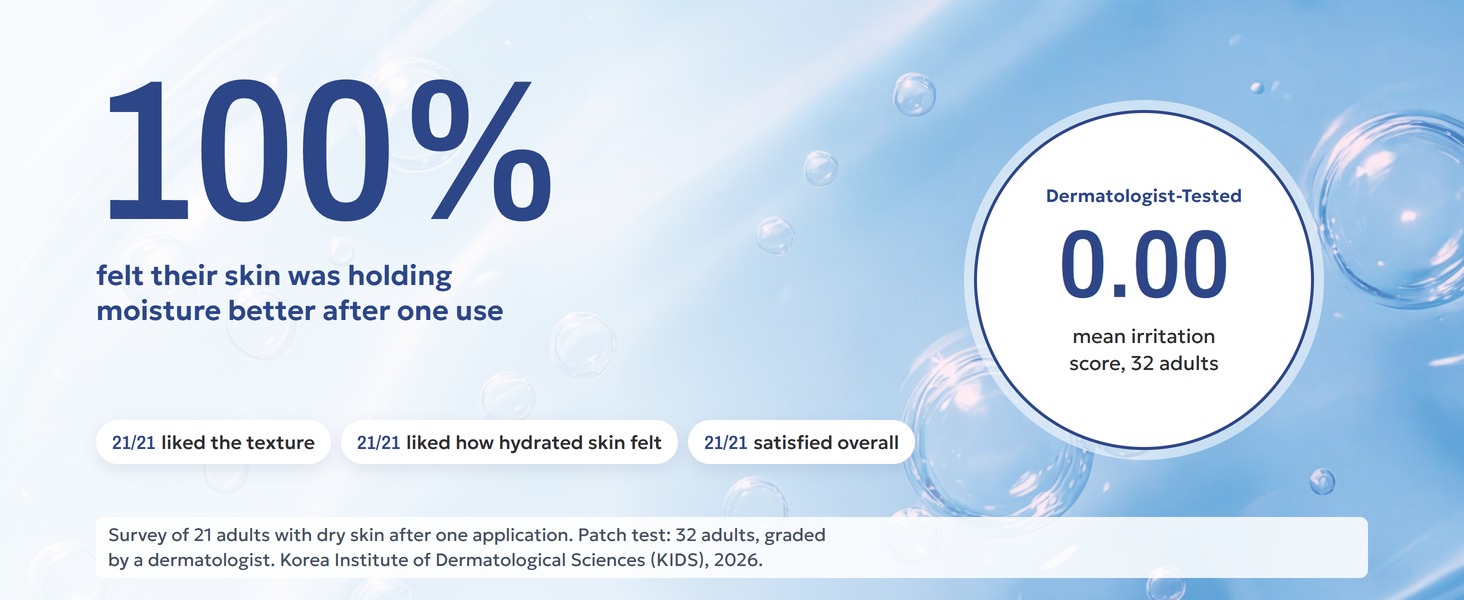 100%
felt their skin was holding
moisture better after one use
Dermatologist-Tested
0.00
mean irritation
score, 32 adults
21/21 liked the texture
21/21 liked how hydrated skin felt
21/21 satisfied overall
Survey of 21 adults with dry skin after one application. Patch test: 32 adults, graded
by a dermatologist. Korea Institute of Dermatological Sciences (KIDS), 2026.